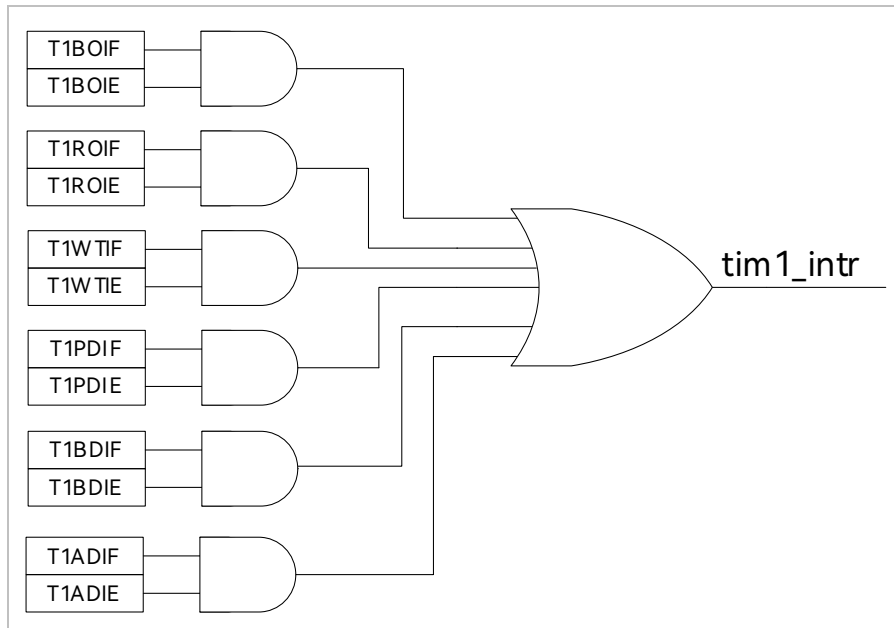 T1BOIF
T1BOIE
T1ROIF
T1ROIE
T1WTIF
T1WTIE
tim1_intr
T1PDIF
T1PDIE
T1BDIF
T1BDIE
T1ADIF
T1ADIE